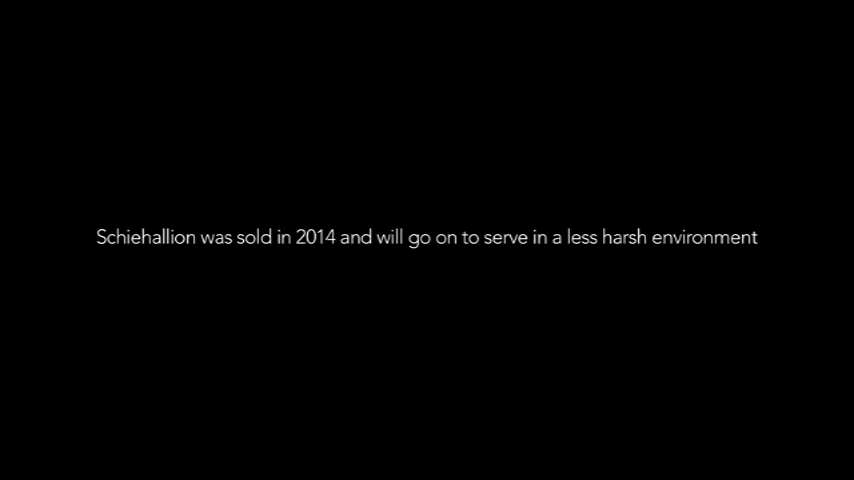 Schiehallion was sold in 2014 and will go on to serve in a less harsh environment